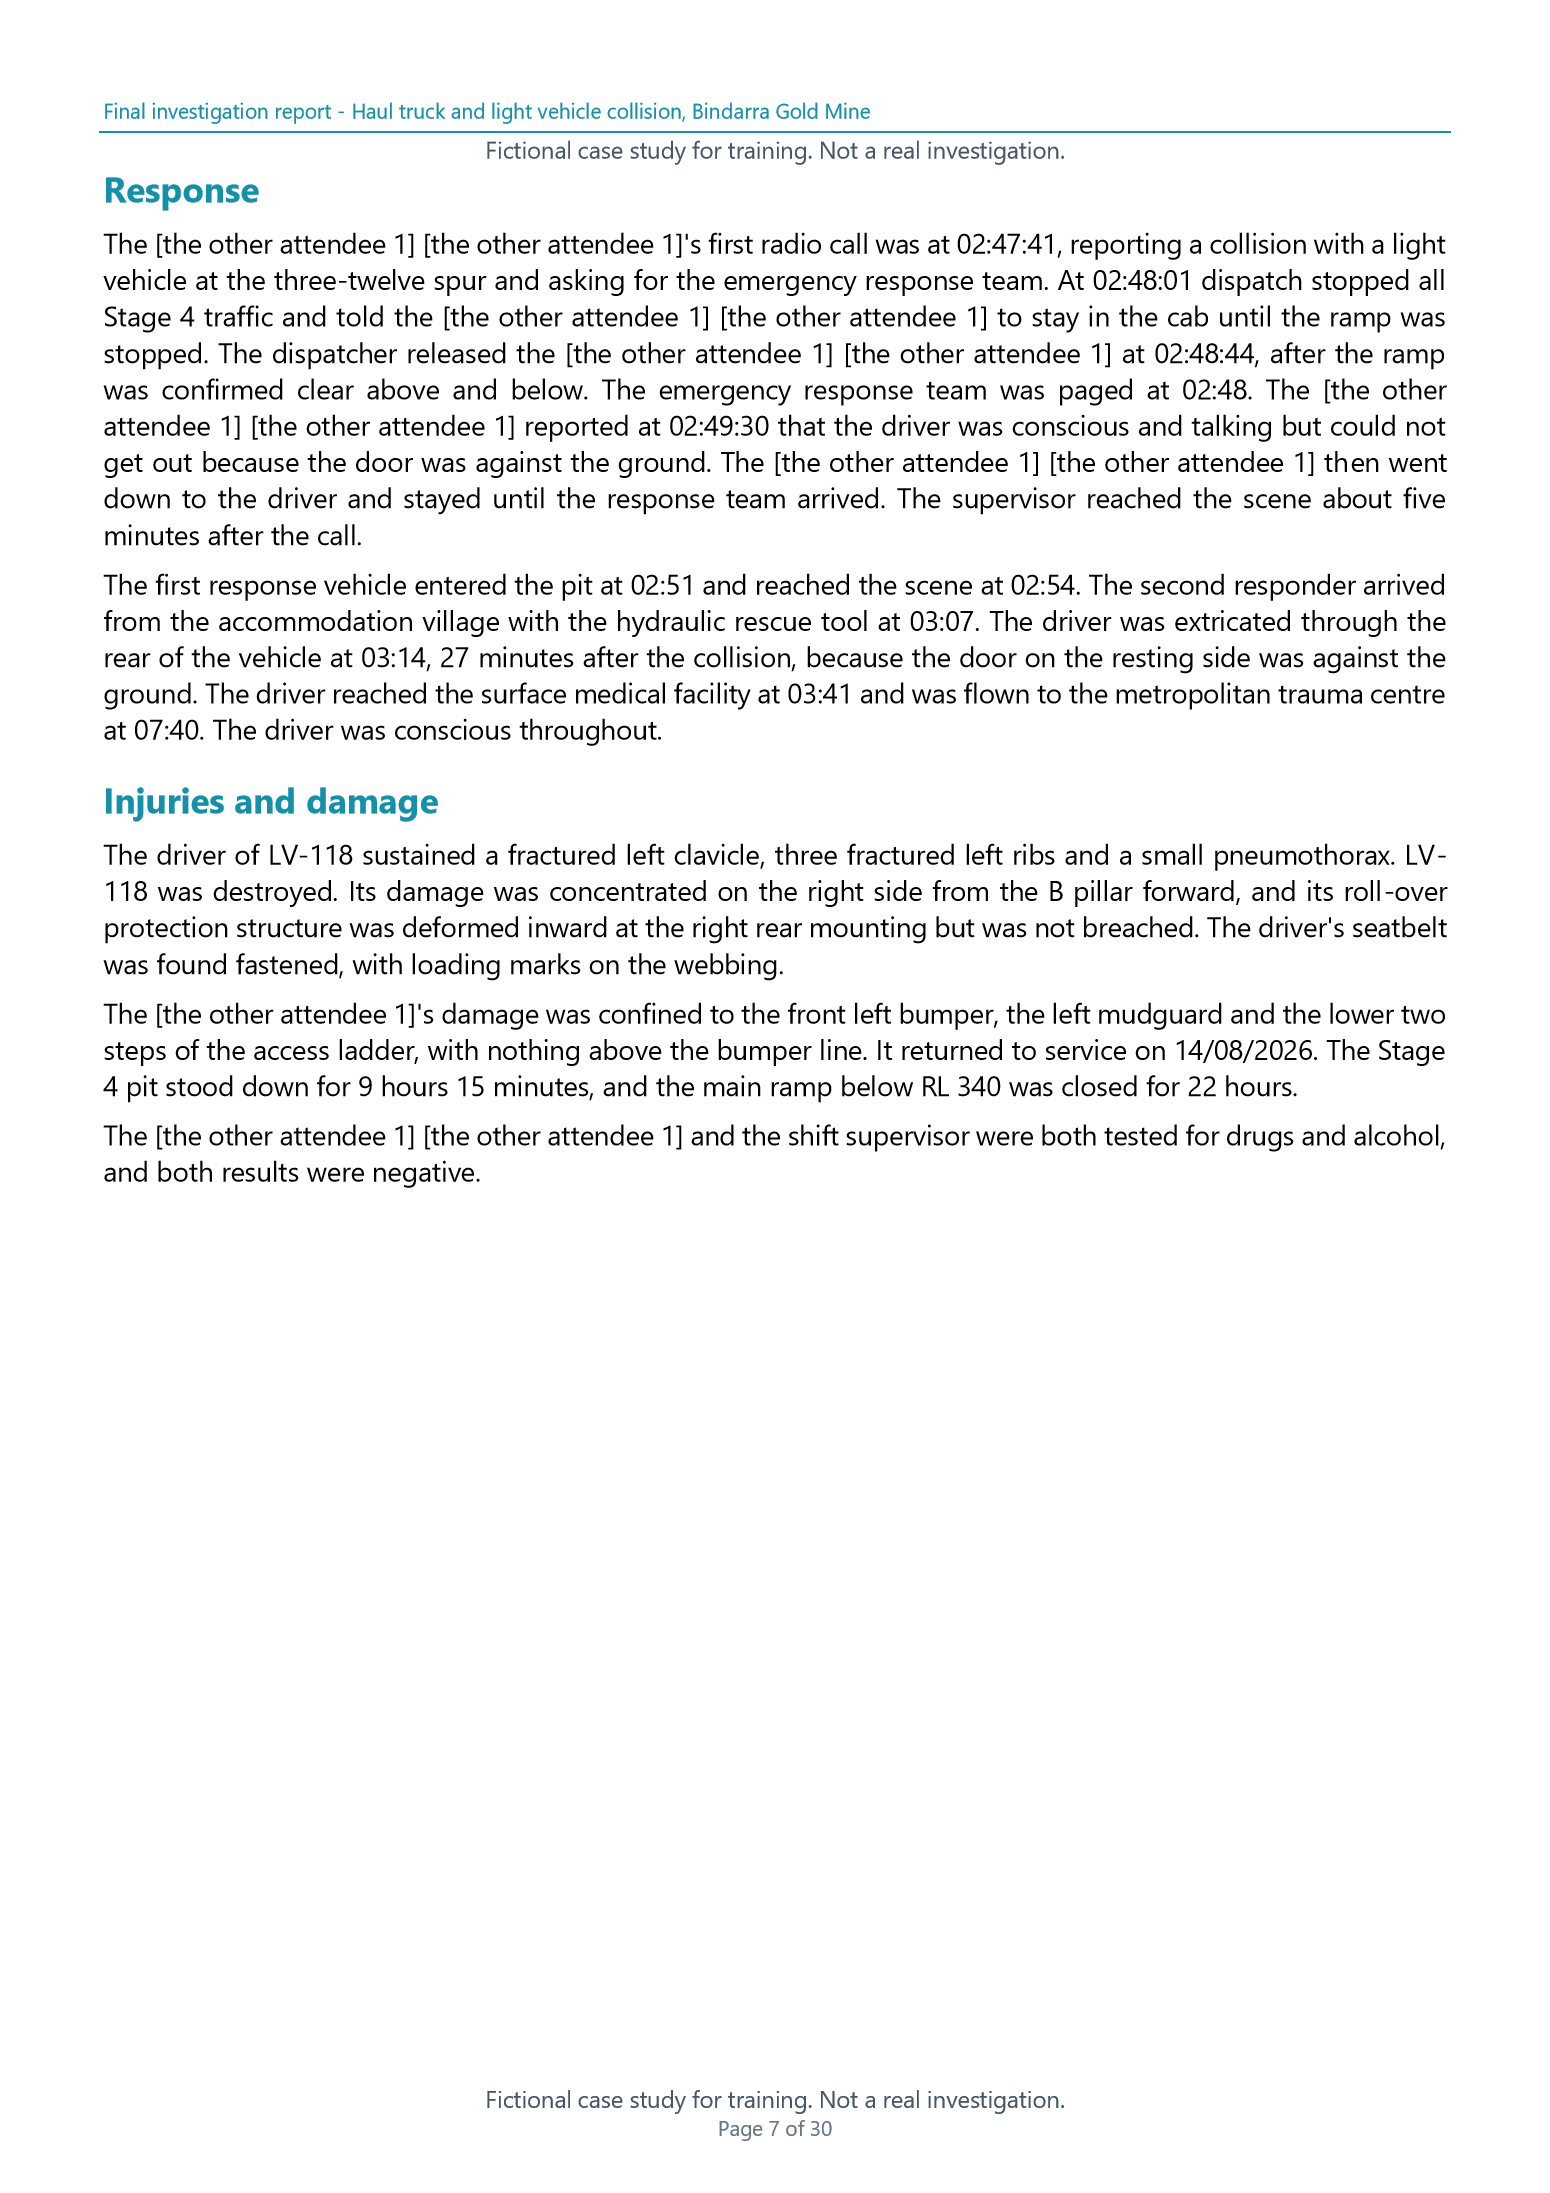 Final investigation report - Haul truck and light vehicle collision, Bindarra Gold Mine
Fictional case study for training. Not a real investigation.
Response
The [the other attendee 1] [the other attendee 1]'s first radio call was at 02:47:41, reporting a collision with a light
vehicle at the three-twelve spur and asking for the emergency response team. At 02:48:01 dispatch stopped all
Stage 4 traffic and told the [the other attendee 1] [the other attendee 1] to stay in the cab until the ramp was
stopped. The dispatcher released the [the other attendee 1] [the other attendee 1] at 02:48:44, after the ramp
was confirmed clear above and below. The emergency response team was paged at 02:48. The [the other
attendee 1] [the other attendee 1] reported at 02:49:30 that the driver was conscious and talking but could not
get out because the door was against the ground. The [the other attendee 1] [the other attendee 1] then went
down to the driver and stayed until the response team arrived. The supervisor reached the scene about five
minutes after the call.
The first response vehicle entered the pit at 02:51 and reached the scene at 02:54. The second responder arrived
from the accommodation village with the hydraulic rescue tool at 03:07. The driver was extricated through the
rear of the vehicle at 03:14, 27 minutes after the collision, because the door on the resting side was against the
ground. The driver reached the surface medical facility at 03:41 and was flown to the metropolitan trauma centre
at 07:40. The driver was conscious throughout.
Injuries and damage
The driver of LV-118 sustained a fractured left clavicle, three fractured left ribs and a small pneumothorax. LV-
118 was destroyed. Its damage was concentrated on the right side from the B pillar forward, and its roll-over
protection structure was deformed inward at the right rear mounting but was not breached. The driver's seatbelt
was found fastened, with loading marks on the webbing.
The [the other attendee 1]'s damage was confined to the front left bumper, the left mudguard and the lower two
steps of the access ladder, with nothing above the bumper line. It returned to service on 14/08/2026. The Stage
4 pit stood down for 9 hours 15 minutes, and the main ramp below RL 340 was closed for 22 hours.
The [the other attendee 1] [the other attendee 1] and the shift supervisor were both tested for drugs and alcohol,
and both results were negative.
Fictional case study for training. Not a real investigation.
Page 7 of 30